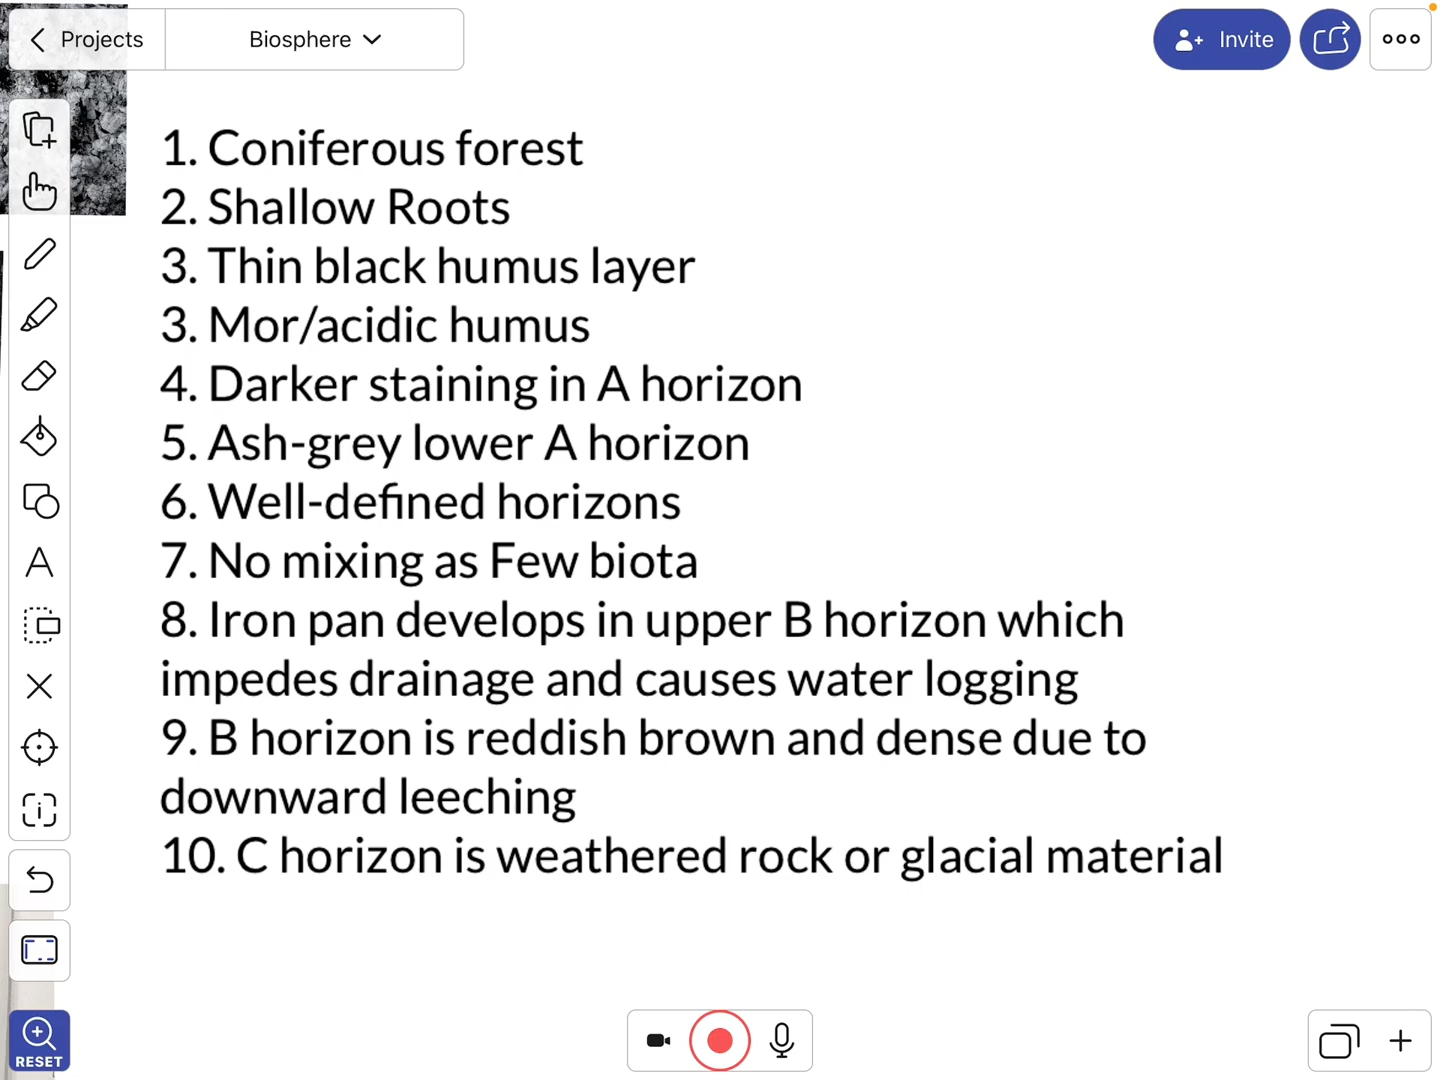 Projects
Biosphere
Invite
1. Coniferous forest
2. Shallow Roots
3. Thin black humus layer
3. Mor/acidic humus
4. Darker staining in A horizon
5. Ash-grey lower A horizon
6. Well-defined horizons
7. No mixing as Few biota
8. Iron pan develops in upper B horizon which
impedes drainage and causes water logging
9. B horizon is reddish brown and dense due to
downward leeching
10. C horizon is weathered rock or glacial material
RESET